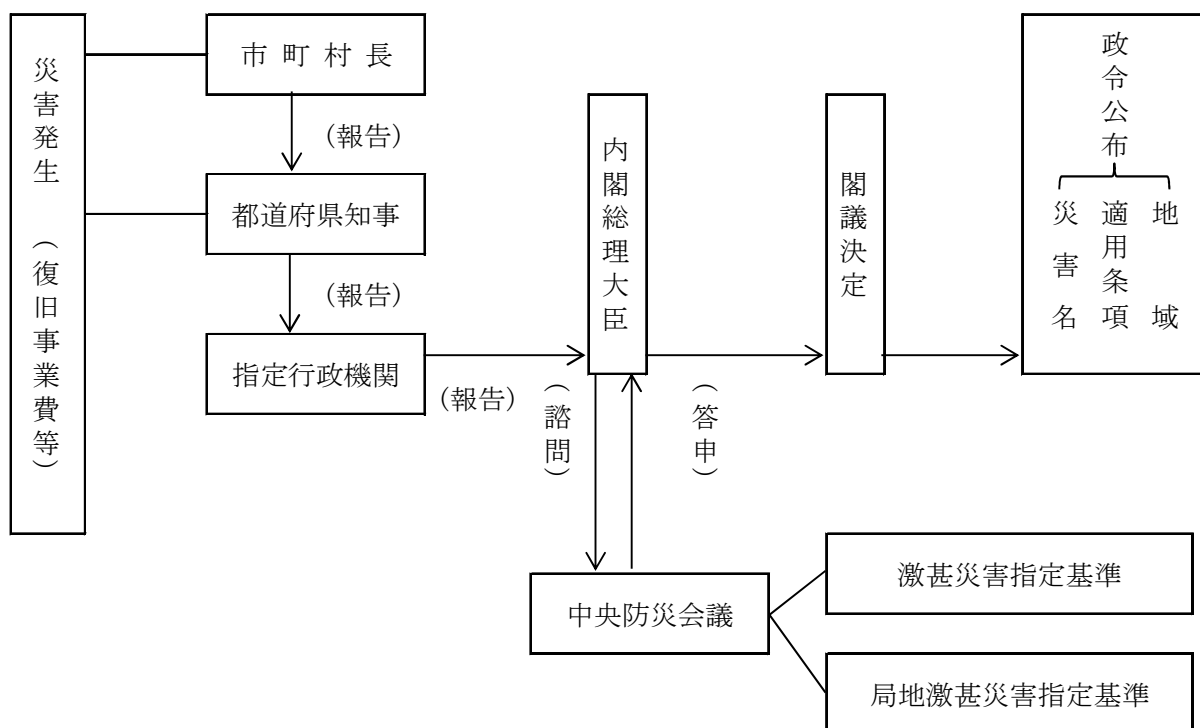 災害発生 （復旧事業費等）
市町村長
（報告）
都道府県知事
（報告）
指定行政機関
（報告）
内閣総理大臣
（諮問）
（答申）
中央防災会議
激甚災害指定基準
局地激甚災害指定基準
閣議決定
政令公布
災害名
適用条項
地域